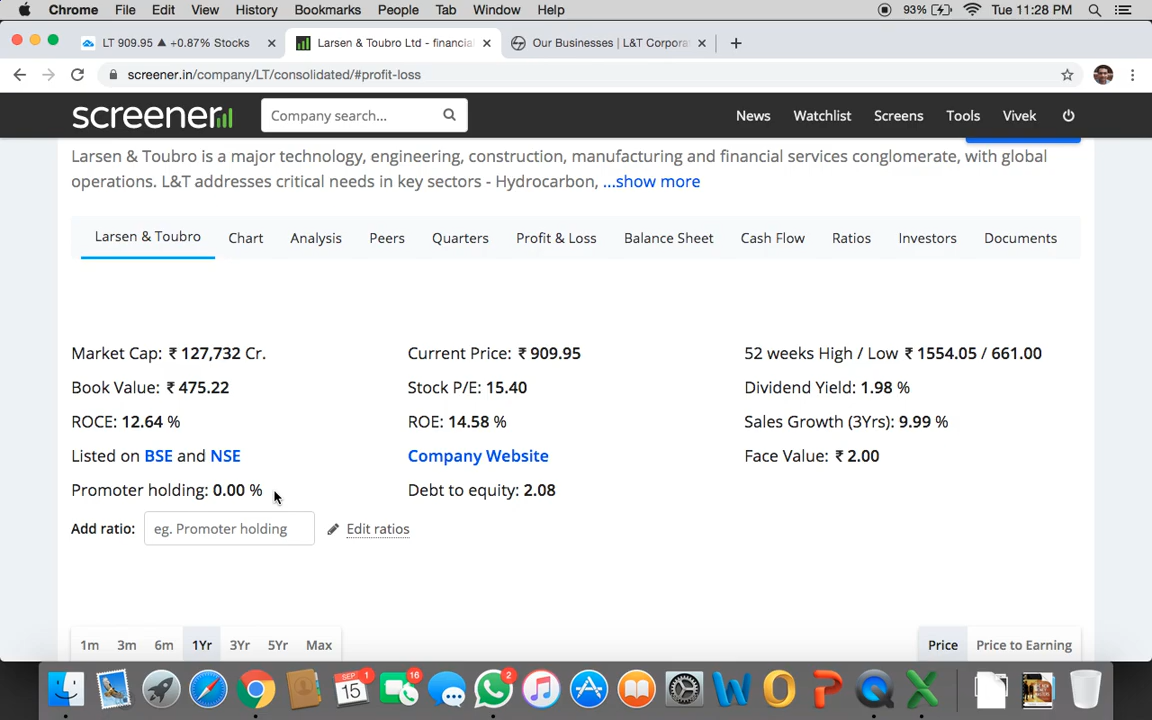 Chrome File Edit View History Bookmarks People Tab Window Help 93% Tue 11:28 PM
LT 909.95 ▲ +0.87% Stocks Larsen & Toubro Ltd - financia Our Businesses | L&T Corpora
screener.in/company/LT/consolidated/#profit-loss
screener Company search... News Watchlist Screens Tools Vivek
Larsen & Toubro is a major technology, engineering, construction, manufacturing and financial services conglomerate, with global
operations. L&T addresses critical needs in key sectors - Hydrocarbon, ...show more
Larsen & Toubro Chart Analysis Peers Quarters Profit & Loss Balance Sheet Cash Flow Ratios Investors Documents
Market Cap: ₹ 127,732 Cr. Current Price: ₹ 909.95 52 weeks High / Low ₹ 1554.05 / 661.00
Book Value: ₹ 475.22 Stock P/E: 15.40 Dividend Yield: 1.98 %
ROCE: 12.64 % ROE: 14.58 % Sales Growth (3Yrs): 9.99 %
Listed on BSE and NSE Company Website Face Value: ₹ 2.00
Promoter holding: 0.00 % Debt to equity: 2.08
Add ratio: eg. Promoter holding Edit ratios
1m 3m 6m 1Yr 3Yr 5Yr Max Price Price to Earning
SEP 1 16 2
15